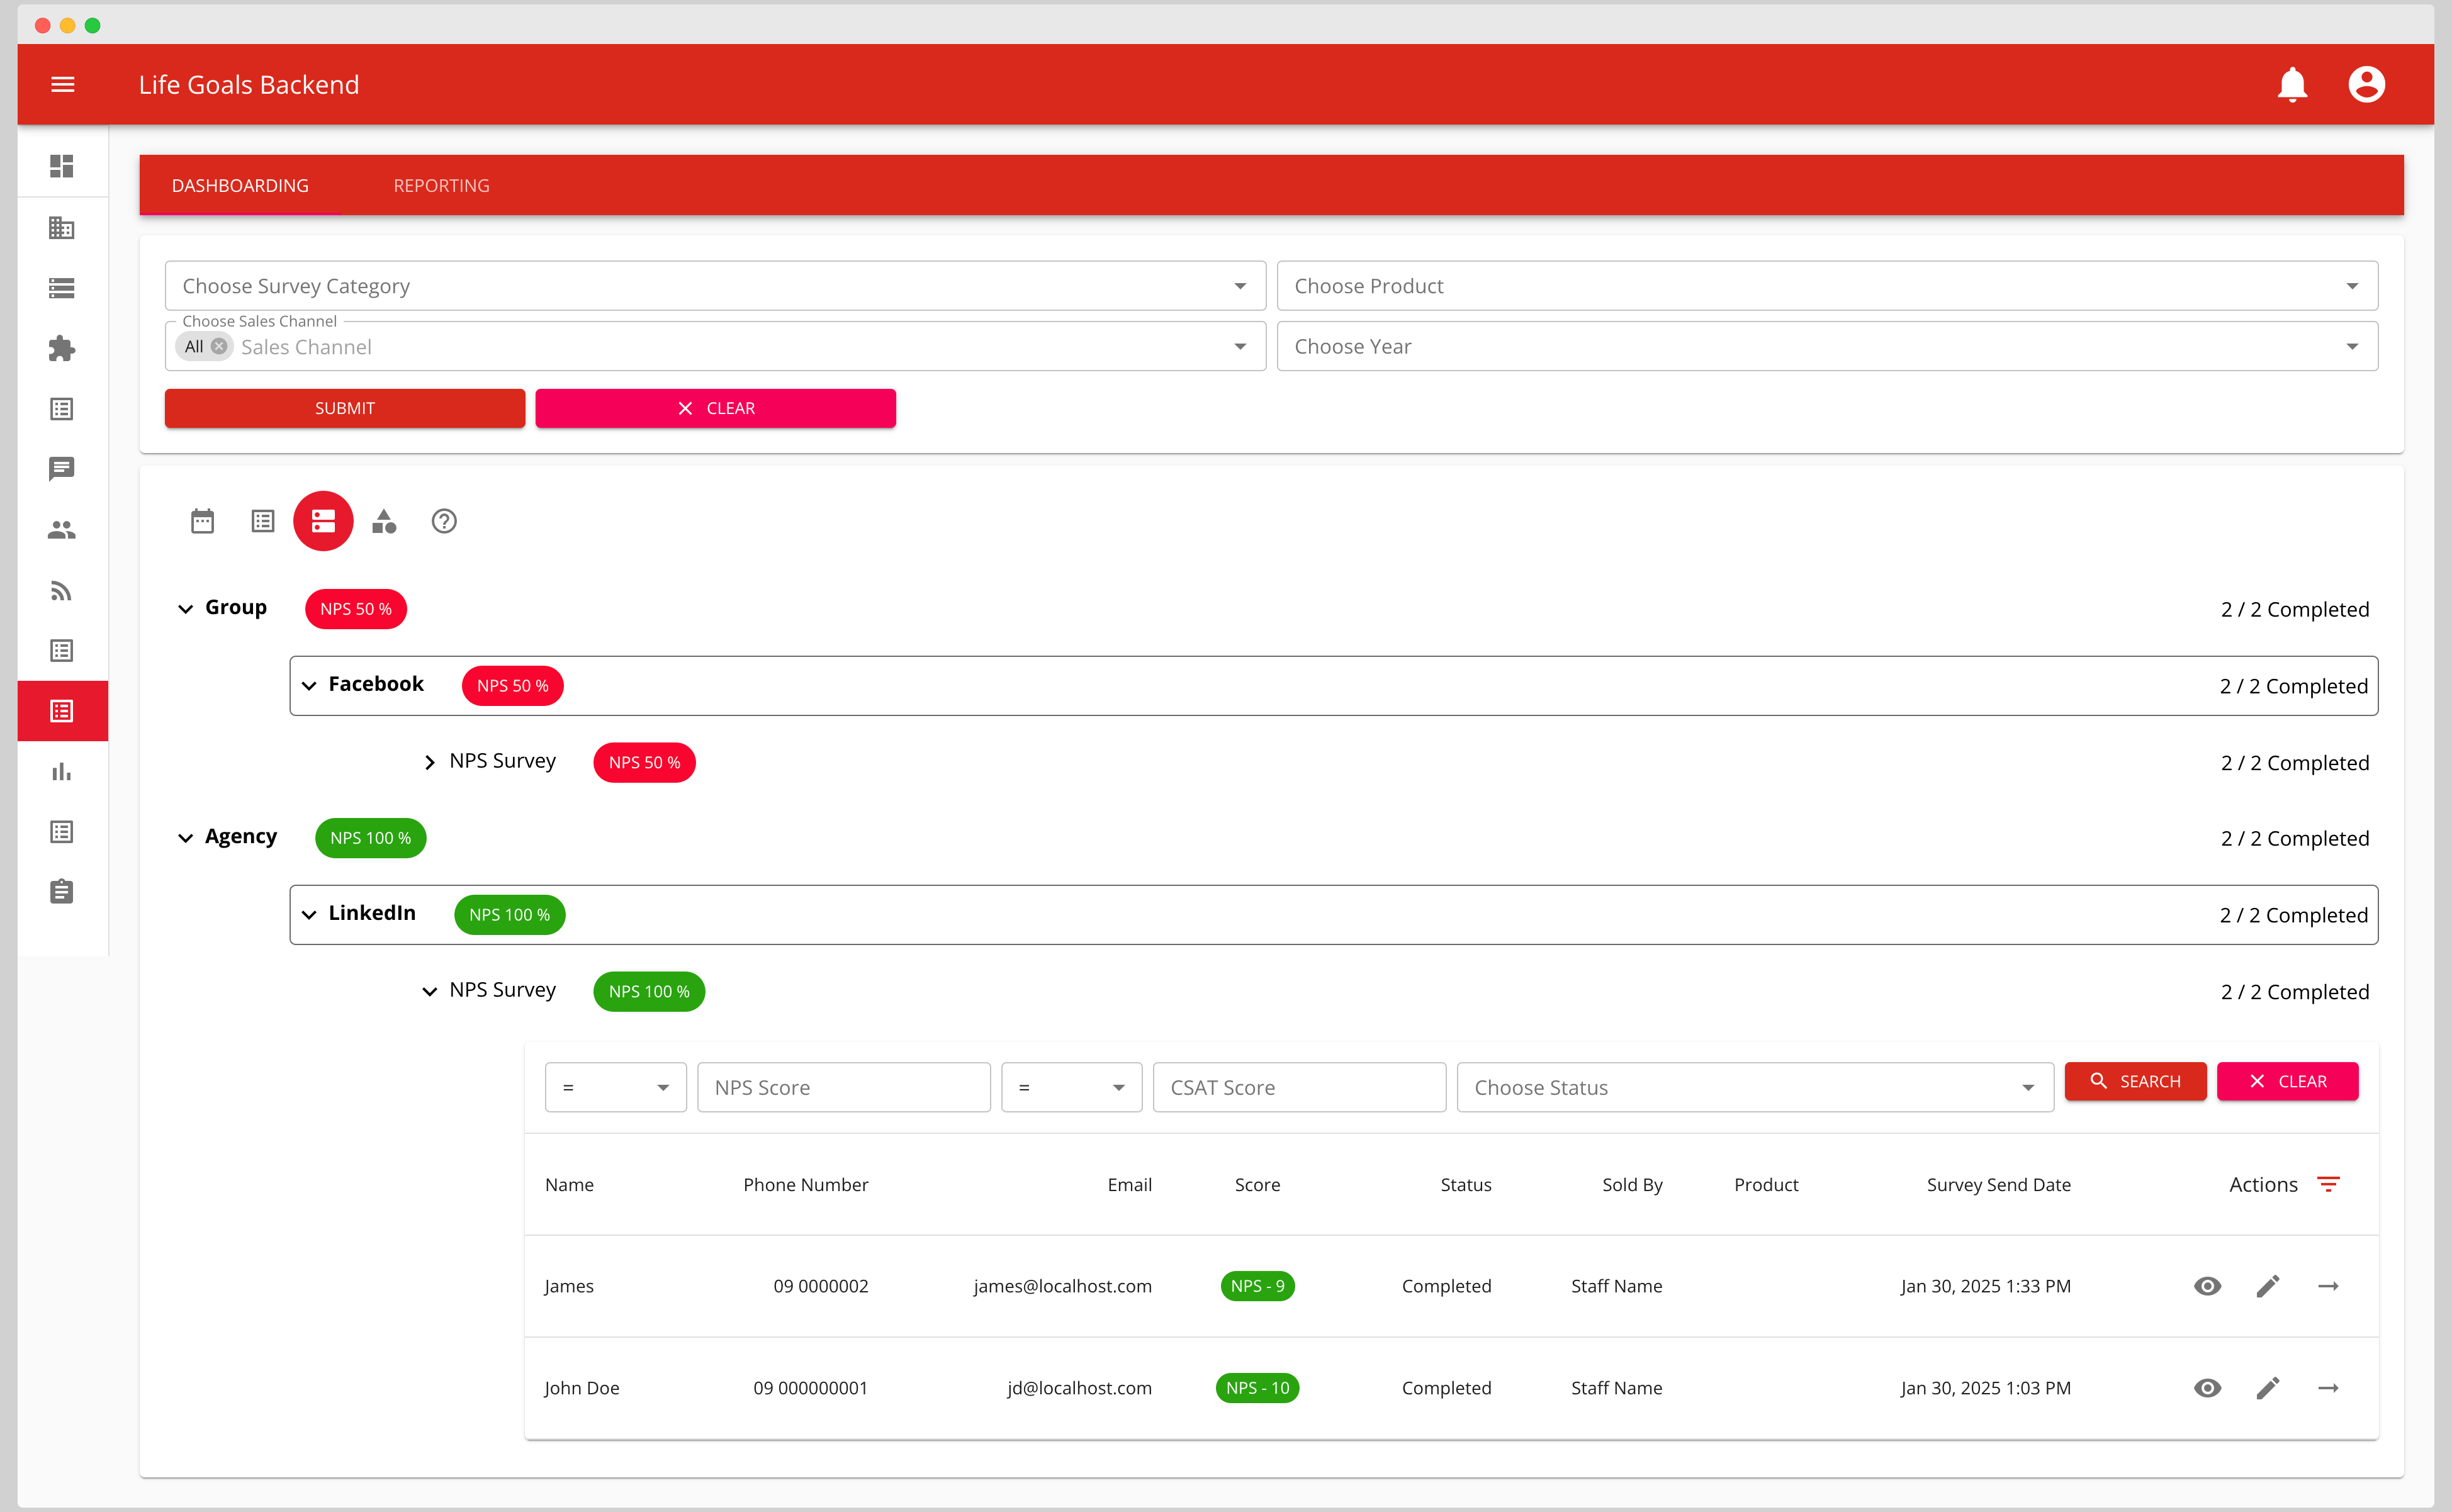 Life Goals Backend
DASHBOARDING REPORTING
Choose Survey Category Choose Product
Choose Sales Channel
All Sales Channel Choose Year
SUBMIT CLEAR
Group NPS 50 % 2 / 2 Completed
Facebook NPS 50 % 2 / 2 Completed
NPS Survey NPS 50 % 2 / 2 Completed
Agency NPS 100 % 2 / 2 Completed
LinkedIn NPS 100 % 2 / 2 Completed
NPS Survey NPS 100 % 2 / 2 Completed
= NPS Score = CSAT Score Choose Status SEARCH CLEAR
Name Phone Number Email Score Status Sold By Product Survey Send Date Actions
James 09 0000002 james@localhost.com NPS - 9 Completed Staff Name Jan 30, 2025 1:33 PM
John Doe 09 000000001 jd@localhost.com NPS - 10 Completed Staff Name Jan 30, 2025 1:03 PM